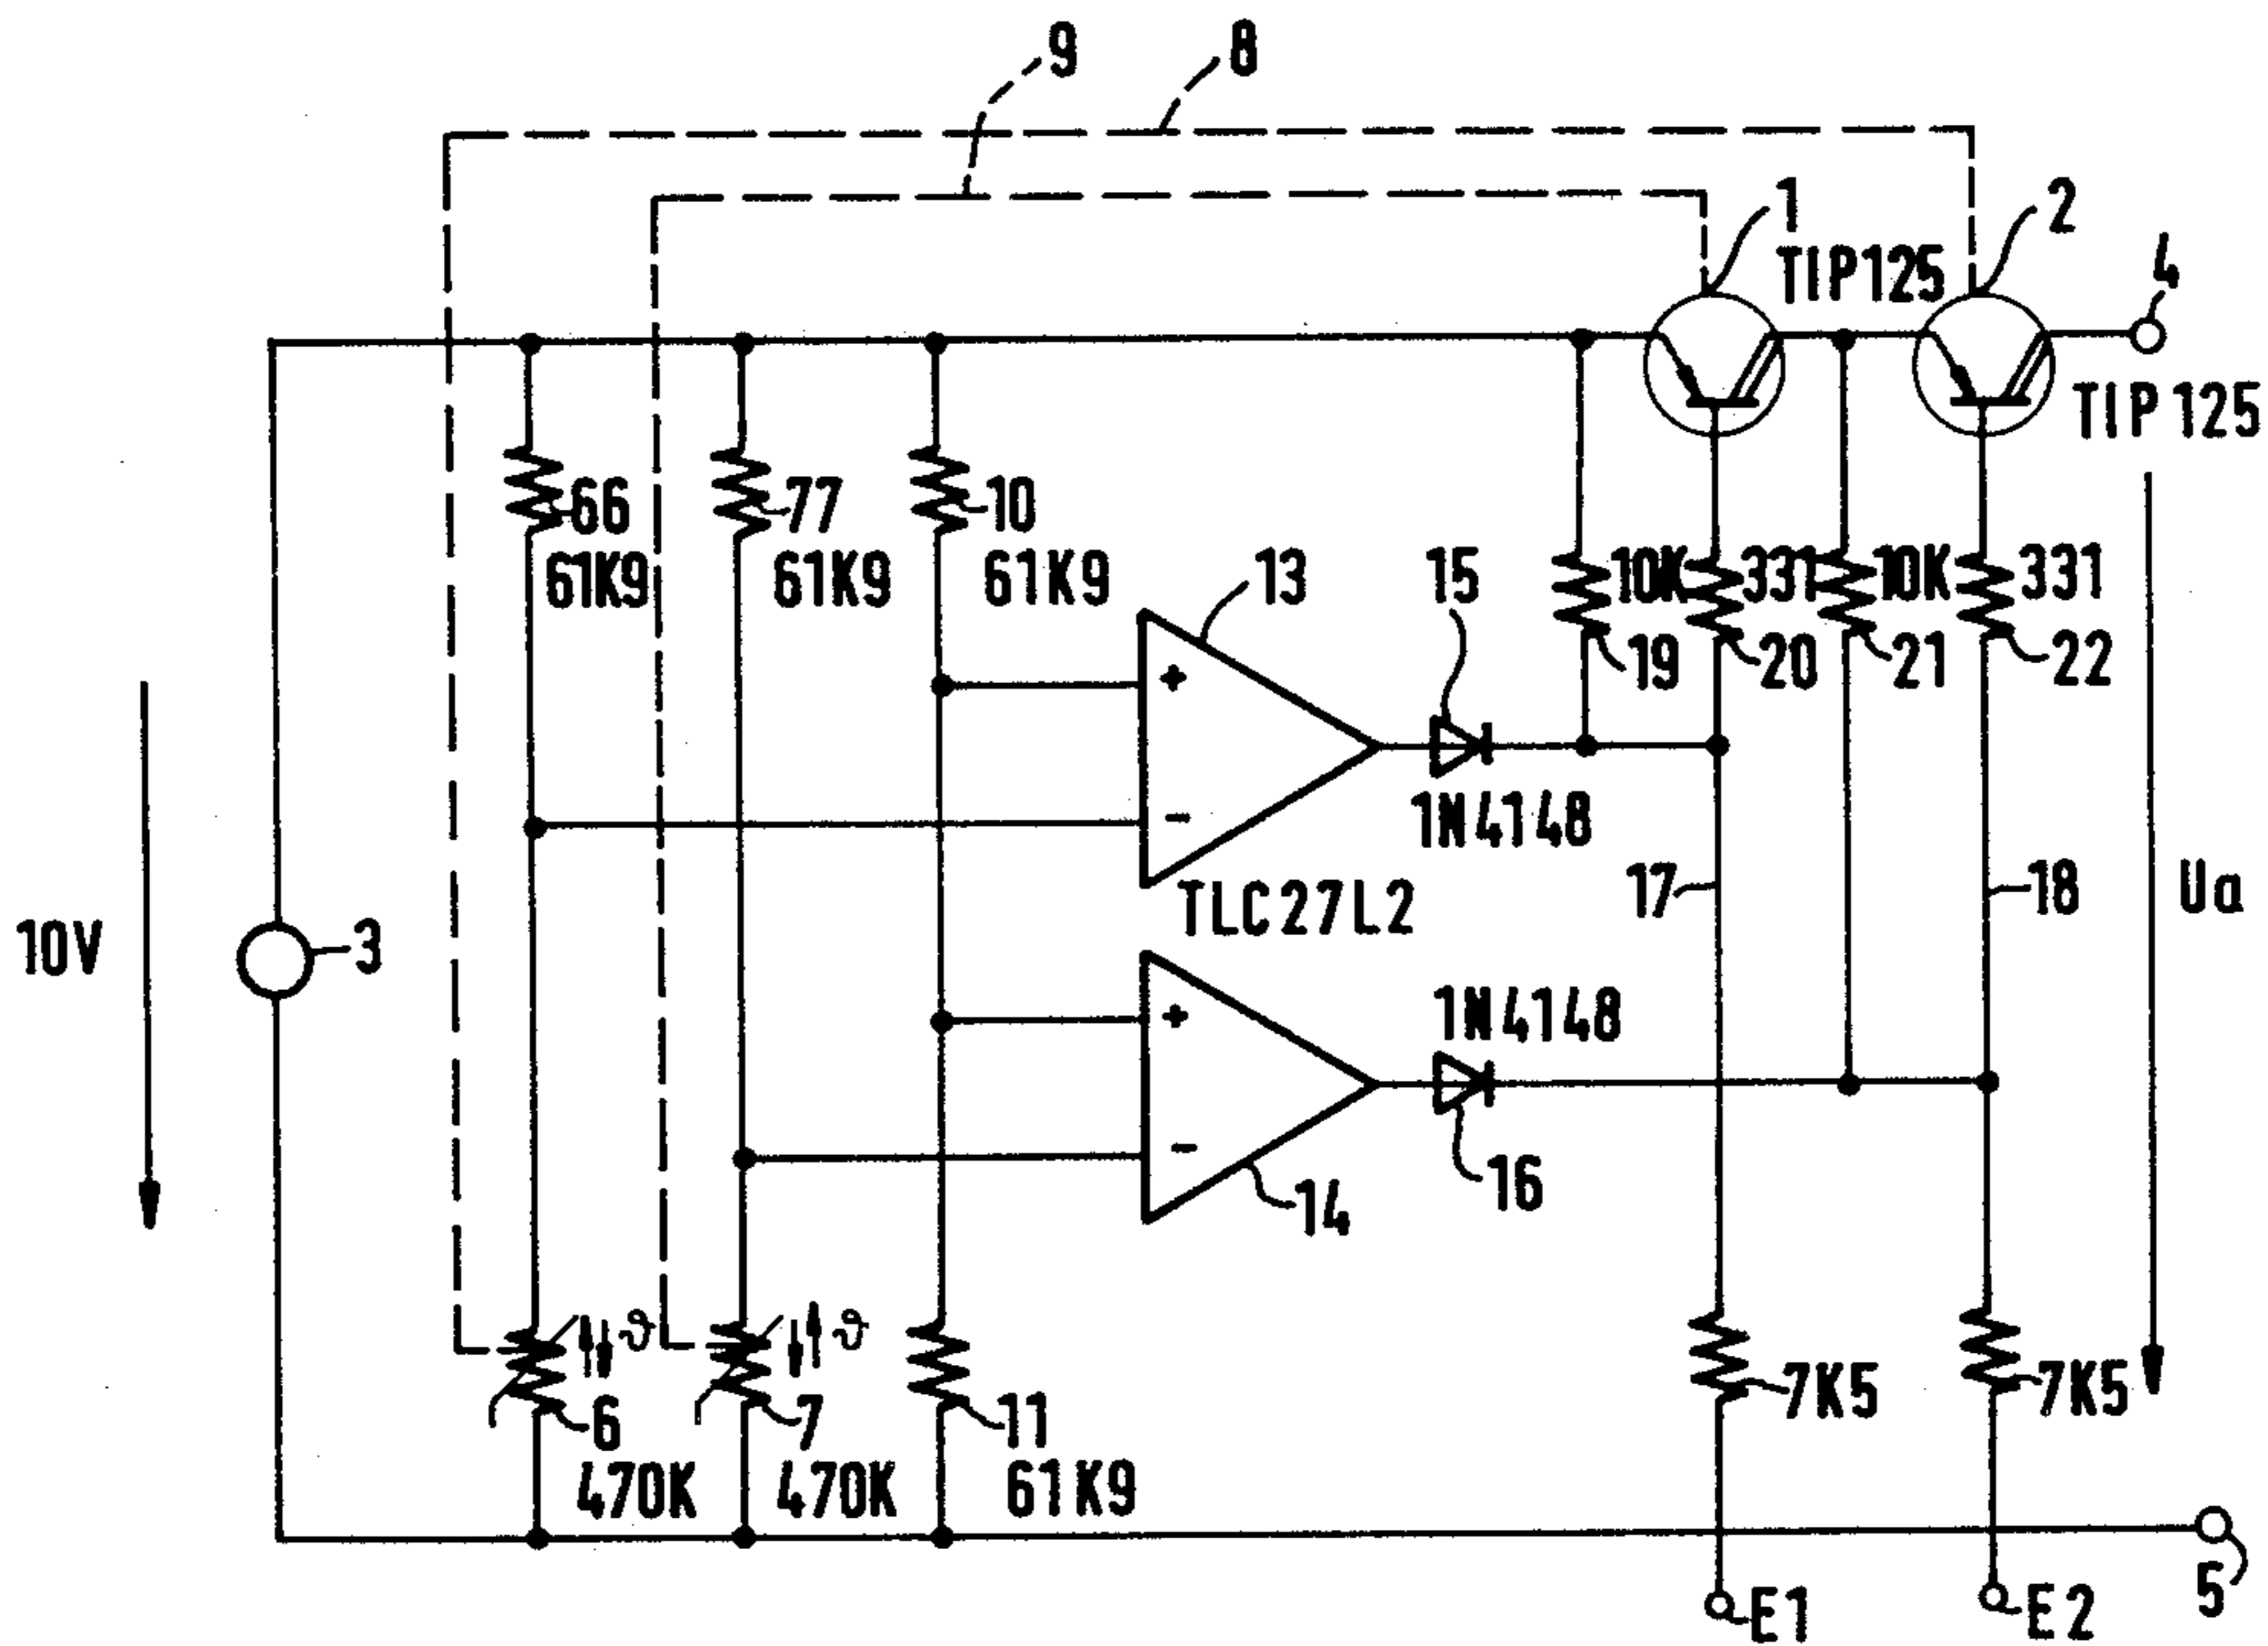 9
8
1
2
TIP125
4
TIP125
66
77
10
61K9
61K9
61K9
13
15
10K
331
10K
331
19
20
21
22
+
-
1N4148
TLC27L2
17
18
Ua
10V
3
1N4148
+
-
16
14
ϑ
ϑ
6
7
11
7K5
7K5
470K
470K
61K9
5
E1
E2